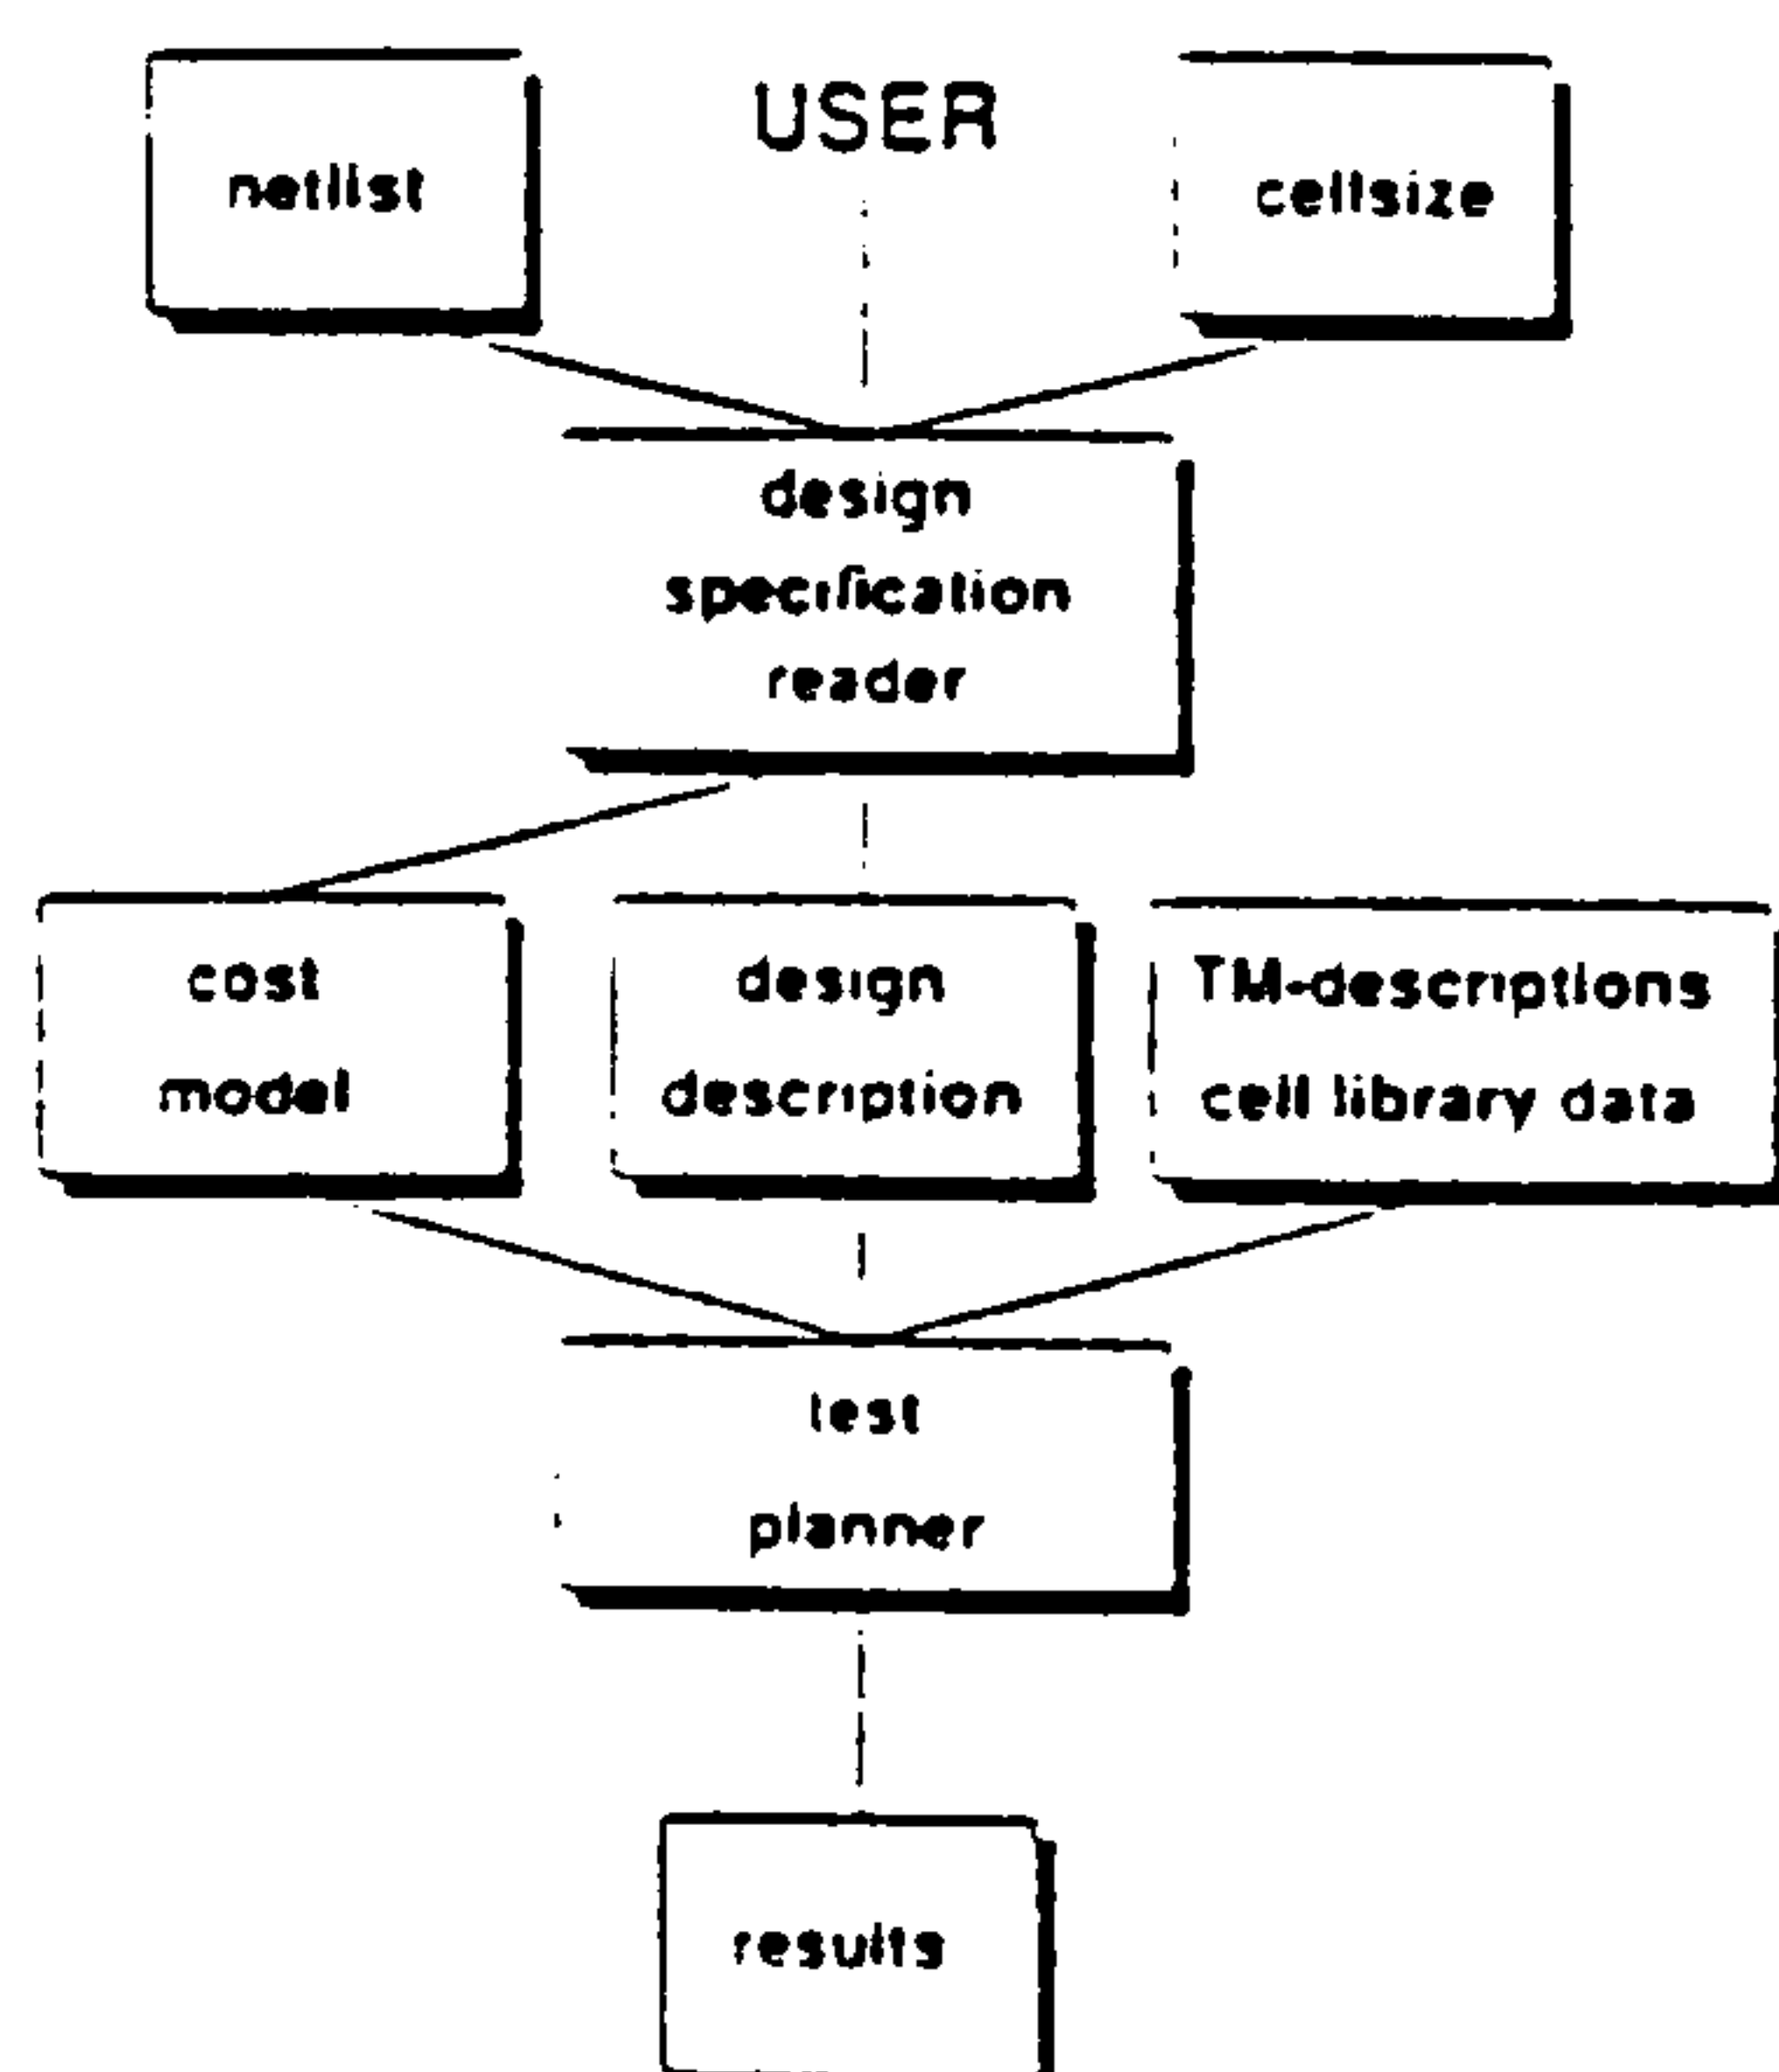 netlist
USER
cellsize
design
specification
reader
cost
model
design
description
TM-descriptions
cell library data
test
planner
results